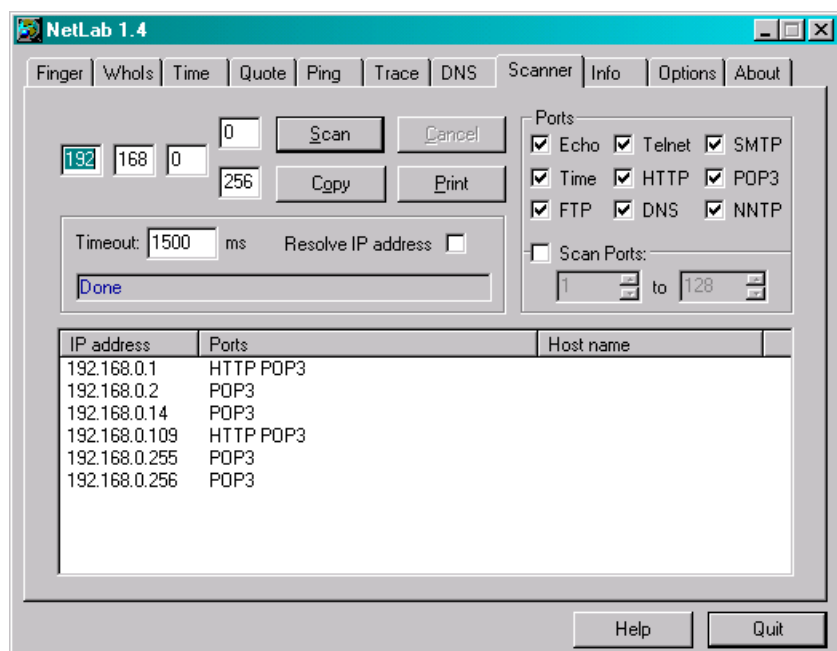 NetLab 1.4
Finger WhoIs Time Quote Ping Trace DNS Scanner Info Options About
192 168 0 0 256
Scan Cancel
Copy Print
Ports
Echo Telnet SMTP
Time HTTP POP3
FTP DNS NNTP
Scan Ports:
1 to 128
Timeout: 1500 ms Resolve IP address
Done
IP address Ports Host name
192.168.0.1 HTTP POP3
192.168.0.2 POP3
192.168.0.14 POP3
192.168.0.109 HTTP POP3
192.168.0.255 POP3
192.168.0.256 POP3
Help Quit